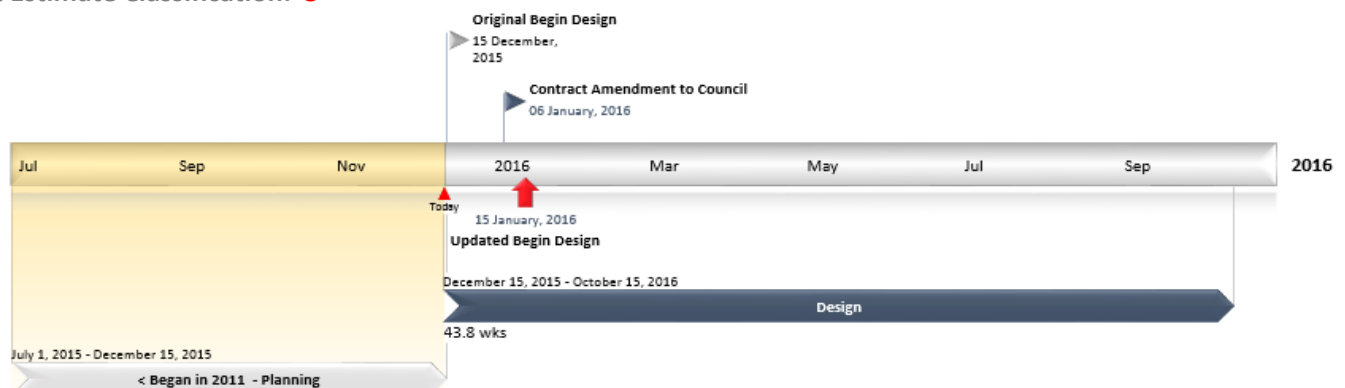 Original Begin Design
15 December,
2015
Contract Amendment to Council
06 January, 2016
Jul Sep Nov 2016 Mar May Jul Sep 2016
Today
15 January, 2016
Updated Begin Design
December 15, 2015 - October 15, 2016
Design
43.8 wks
July 1, 2015 - December 15, 2015
< Began in 2011 - Planning